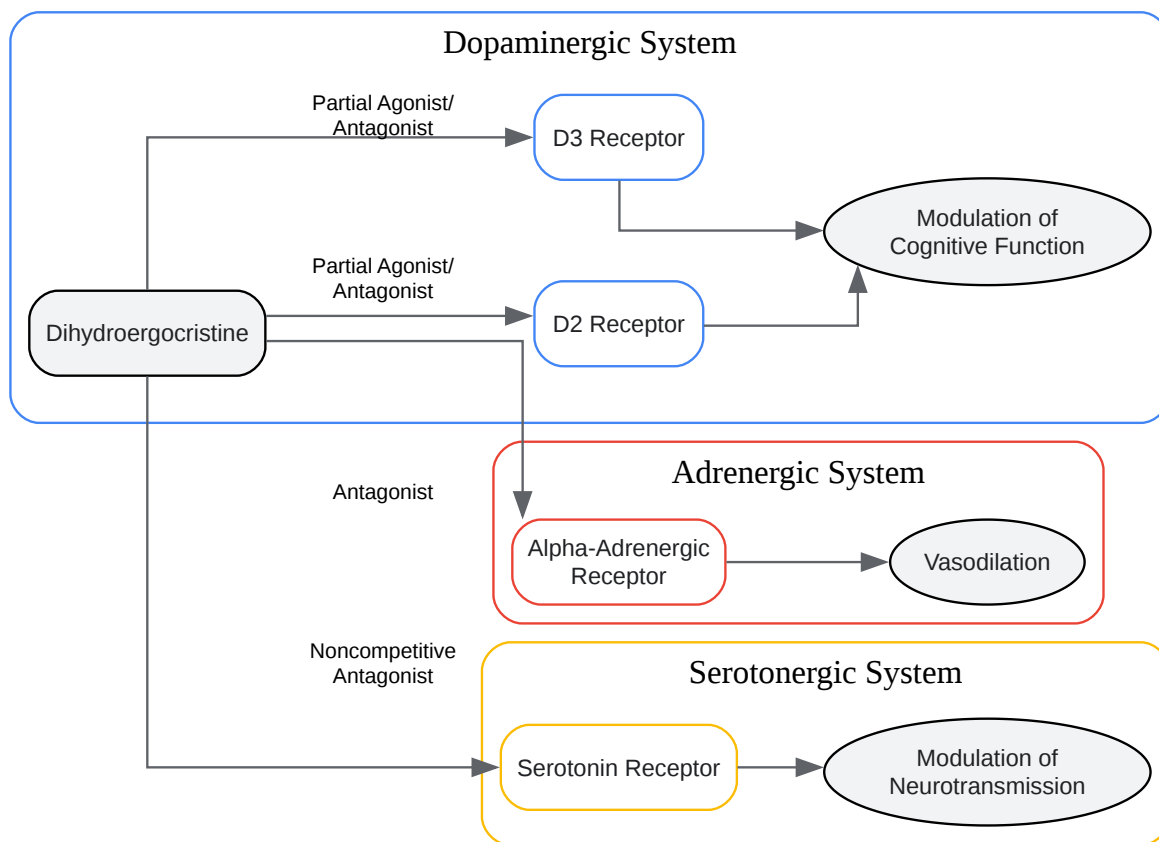 Dopaminergic System
Partial Agonist/
Antagonist
D3 Receptor
Modulation of
Cognitive Function
Partial Agonist/
Antagonist
Dihydroergocristine
D2 Receptor
Adrenergic System
Antagonist
Alpha-Adrenergic
Receptor
Vasodilation
Noncompetitive
Antagonist
Serotonergic System
Serotonin Receptor
Modulation of
Neurotransmission